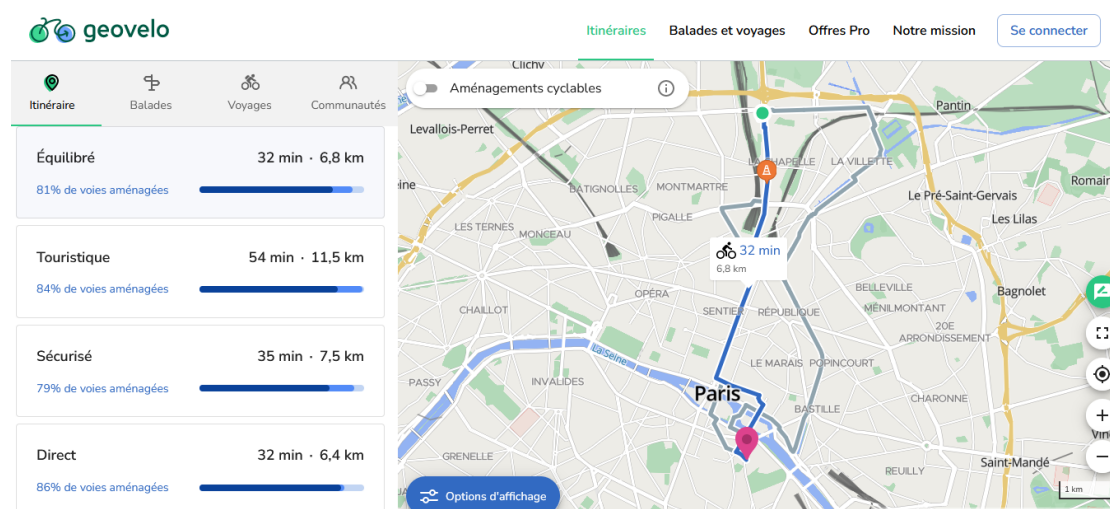 geovelo
Itinéraires
Balades et voyages
Offres Pro
Notre mission
Se connecter
Itinéraire
Balades
Voyages
Communautés
Équilibré
32 min · 6,8 km
81% de voies aménagées
Touristique
54 min · 11,5 km
84% de voies aménagées
Sécurisé
35 min · 7,5 km
79% de voies aménagées
Direct
32 min · 6,4 km
86% de voies aménagées
Clichy
Aménagements cyclables
Pantin
Levallois-Perret
LA VILLETTE
BATIGNOLLES
MONTMARTRE
Le Pré-Saint-Gervais
PIGALLE
Les Lilas
LES TERNES
MONCEAU
32 min
6,8 km
BELLEVILLE
OPÉRA
Bagnolet
CHAILLOT
SENTIER
RÉPUBLIQUE
MÉNILMONTANT
20E
ARRONDISSEMENT
La Seine
LE MARAIS
POPINCOURT
PASSY
INVALIDES
Paris
CHARONNE
BASTILLE
GRENELLE
REUILLY
Saint-Mandé
Options d'affichage
1 km